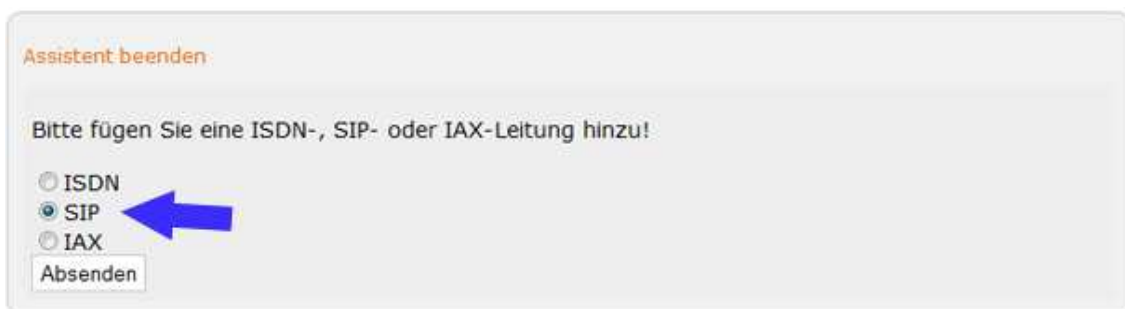 Assistent beenden
Bitte fügen Sie eine ISDN-, SIP- oder IAX-Leitung hinzu!
ISDN
SIP
IAX
Absenden